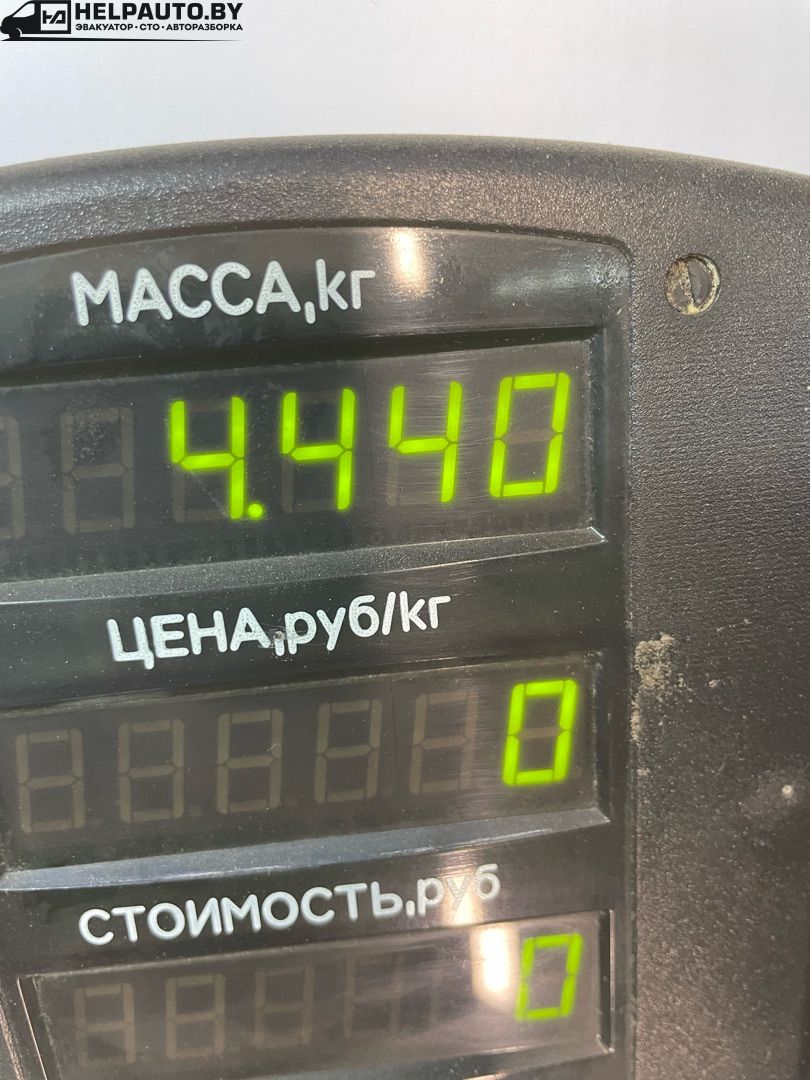 HELPAUTO.BY
ЭВАКУАТОР · СТО · АВТОРАЗБОРКА
МАССА,кг
4.440
ЦЕНА,руб/кг
0
СТОИМОСТЬ,руб
0